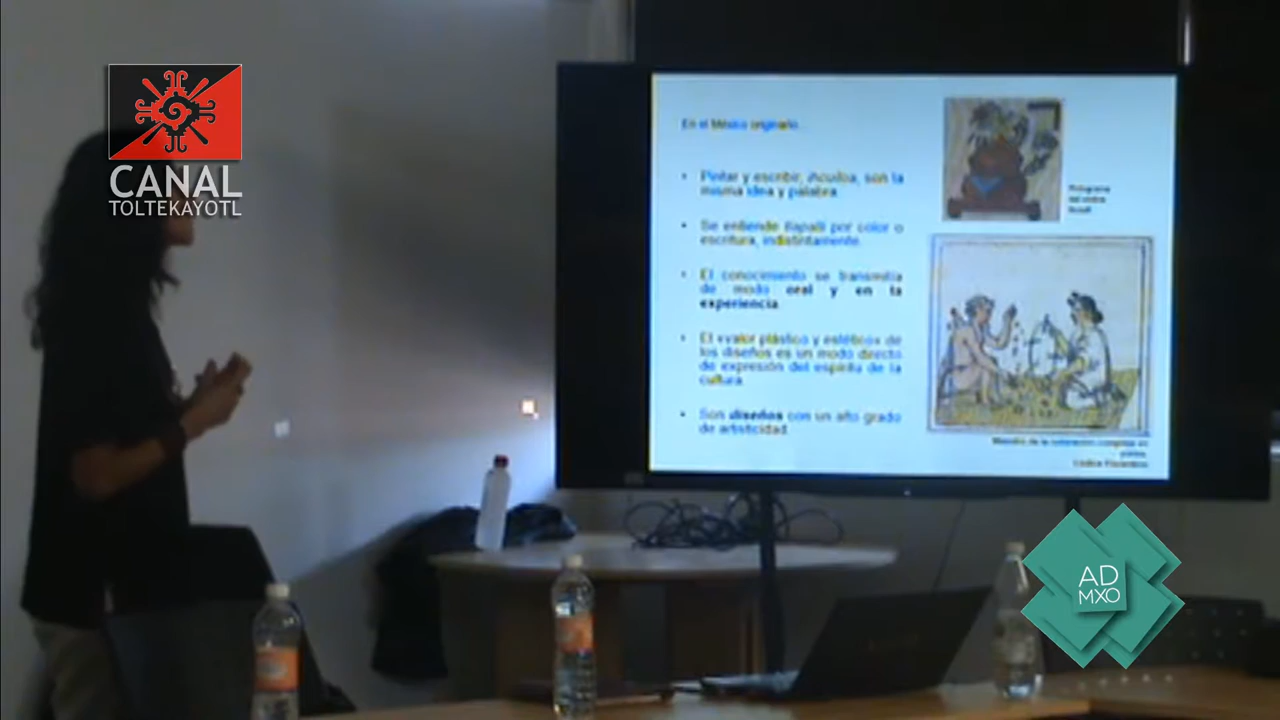 CANAL
TOLTEKAYOTL
En el México originario...
• Pintar y escribir, son la
misma idea y palabra.
• Se entiende tlapalli por color o
escritura, indistintamente.
• El conocimiento se transmitía
de modo oral y en la
experiencia.
• El «valor plástico y estético» de
los diseños es un modo directo
de expresión del espíritu de la
cultura.
• Son diseños con un alto grado
de artisticidad.
Códice Florentino
AD
MXO